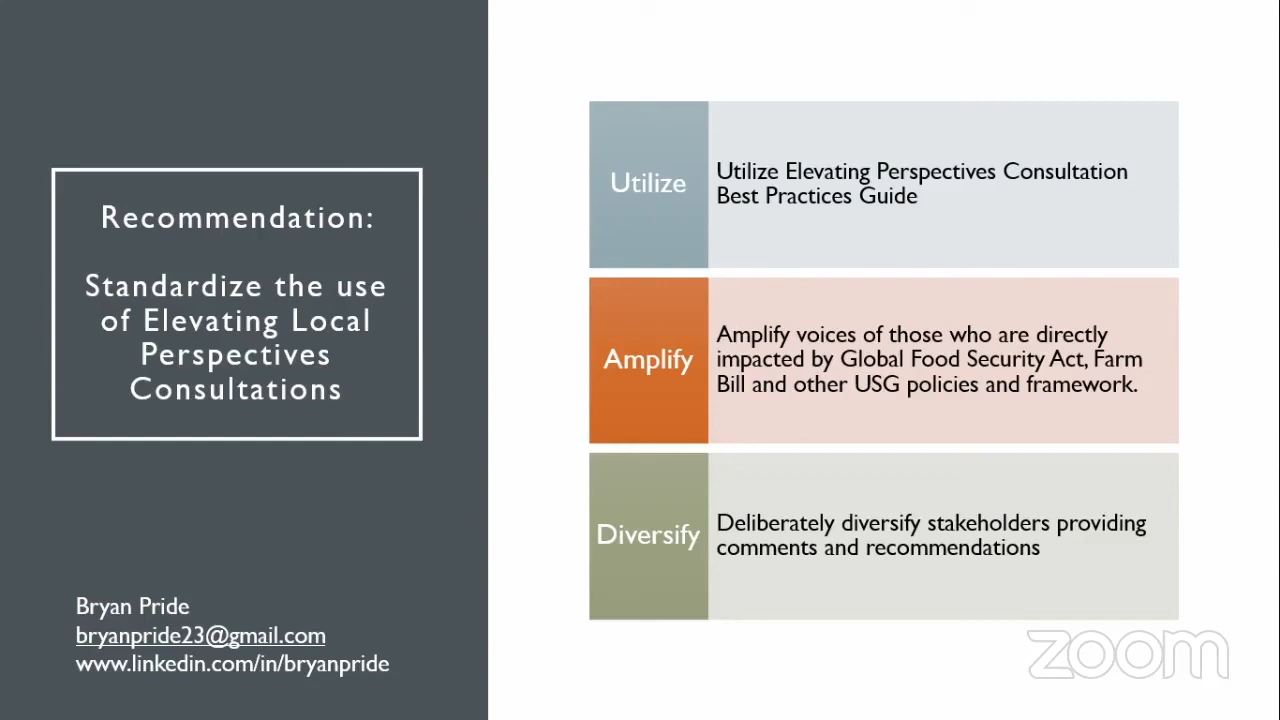 Recommendation:
Standardize the use
of Elevating Local
Perspectives
Consultations
Bryan Pride
bryanpride23@gmail.com
www.linkedin.com/in/bryanpride
Utilize
Utilize Elevating Perspectives Consultation
Best Practices Guide
Amplify
Amplify voices of those who are directly
impacted by Global Food Security Act, Farm
Bill and other USG policies and framework.
Diversify
Deliberately diversify stakeholders providing
comments and recommendations
zoom